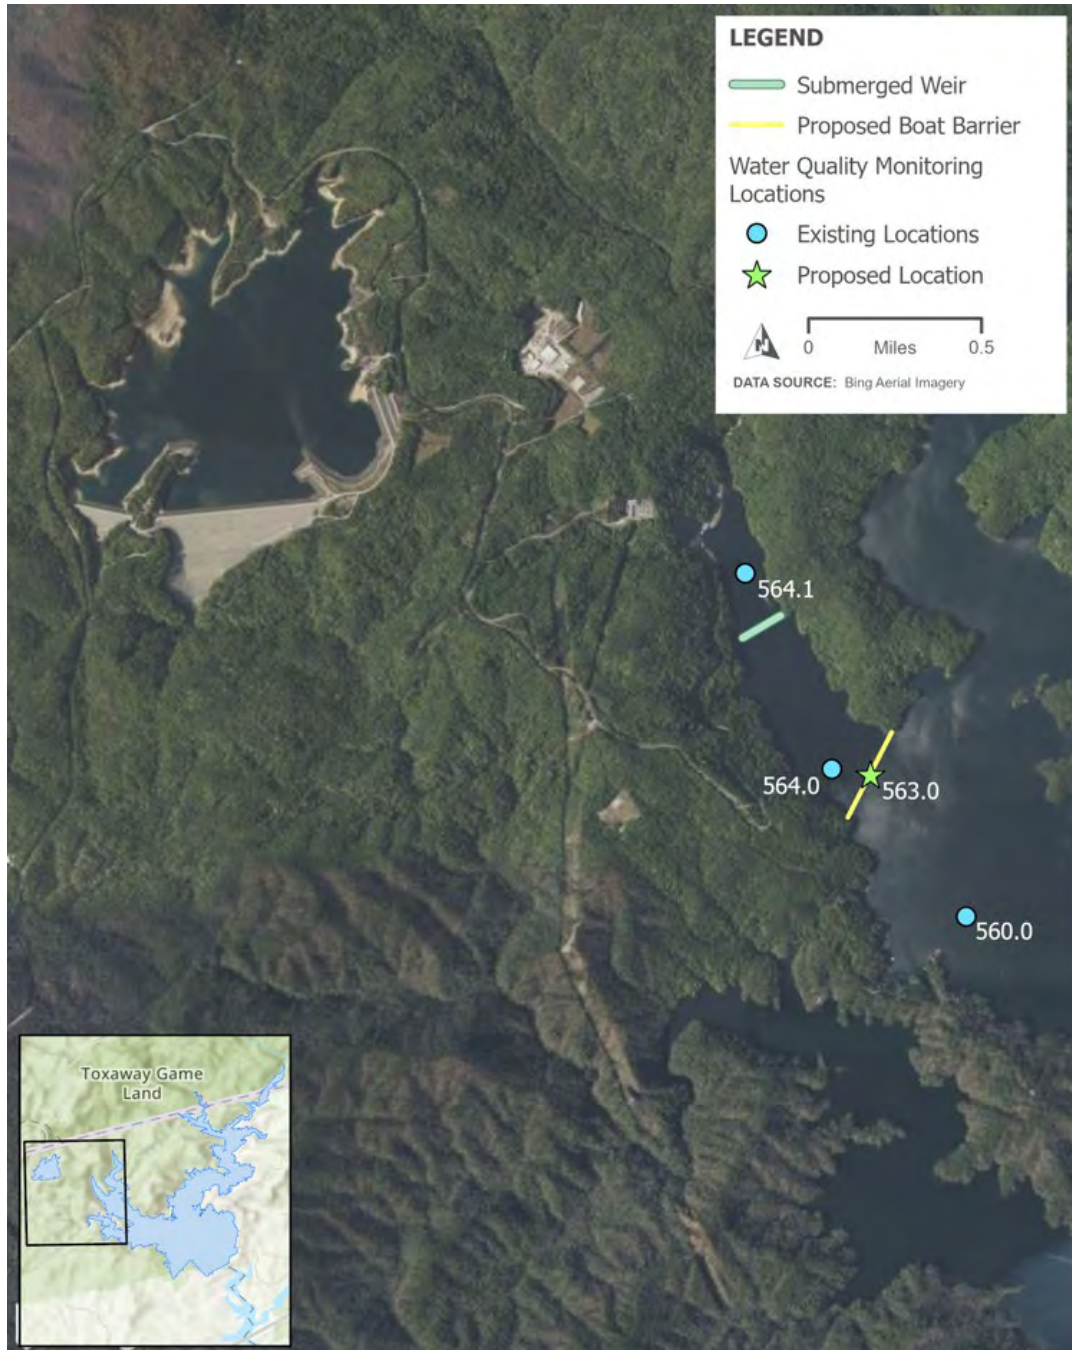 LEGEND
Submerged Weir
Proposed Boat Barrier
Water Quality Monitoring
Locations
Existing Locations
Proposed Location
N
0 Miles 0.5
DATA SOURCE: Bing Aerial Imagery
564.1
564.0
563.0
560.0
Toxaway Game
Land